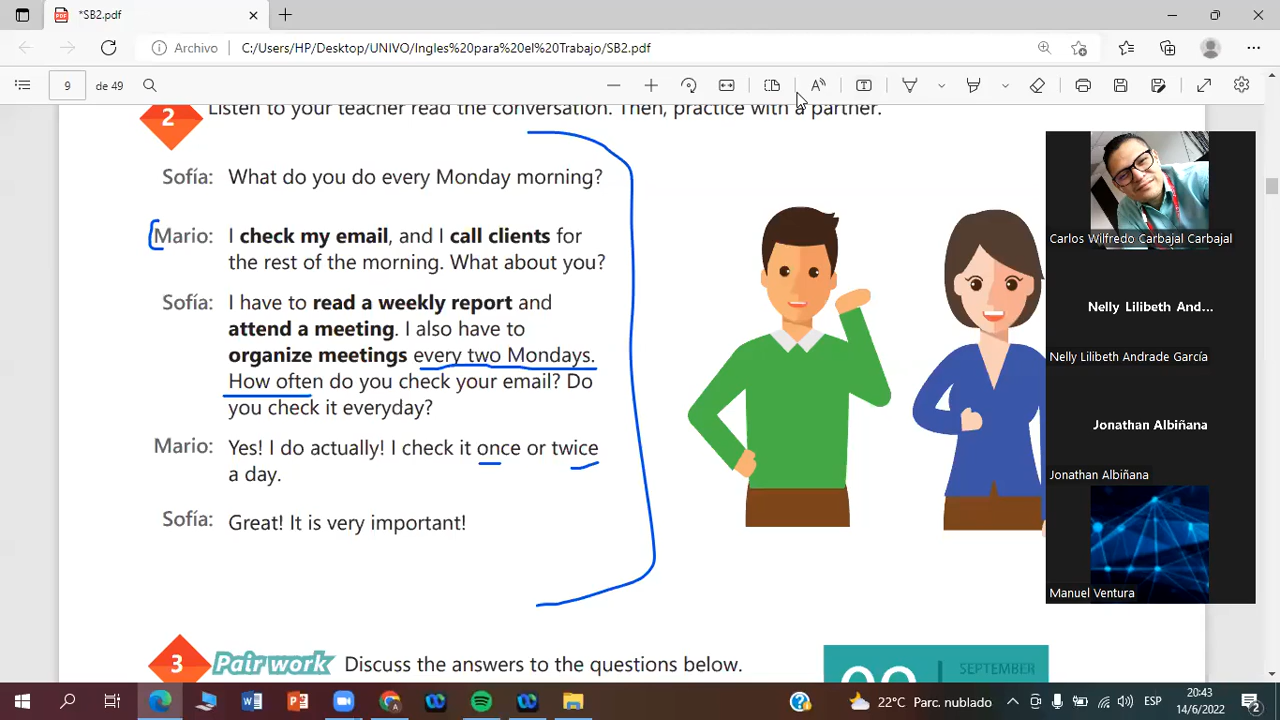 *SB2.pdf
Archivo C:/Users/HP/Desktop/UNIVO/Ingles%20para%20el%20Trabajo/SB2.pdf
9 de 49
2 Listen to your teacher read the conversation. Then, practice with a partner.
Sofía: What do you do every Monday morning?
Mario: I check my email, and I call clients for
the rest of the morning. What about you?
Sofía: I have to read a weekly report and
attend a meeting. I also have to
organize meetings every two Mondays.
How often do you check your email? Do
you check it everyday?
Mario: Yes! I do actually! I check it once or twice
a day.
Sofía: Great! It is very important!
3 Pair work Discuss the answers to the questions below.
SEPTEMBER
Carlos Wilfredo Carbajal Carbajal
Nelly Lilibeth And...
Nelly Lilibeth Andrade García
Jonathan Albiñana
Jonathan Albiñana
Manuel Ventura
22°C Parc. nublado ESP 20:43
14/6/2022
2